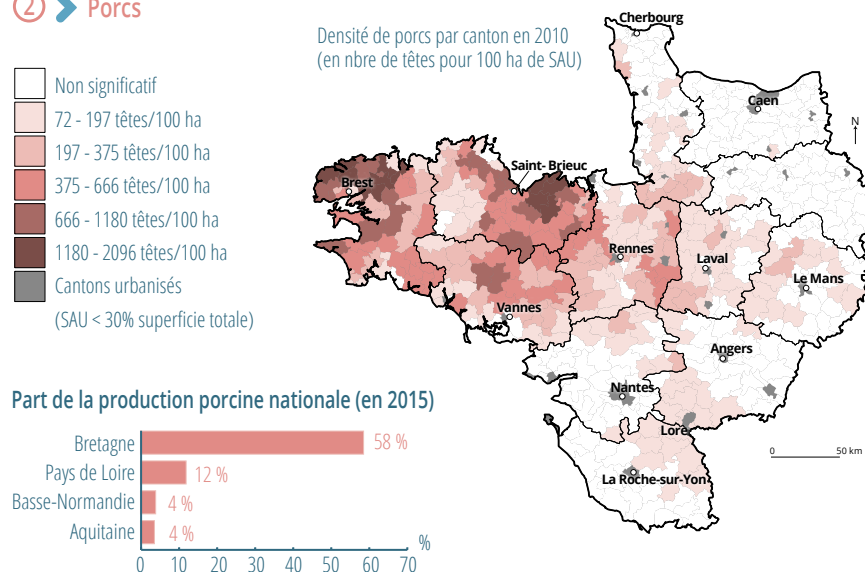 2 Porcs
Densité de porcs par canton en 2010
(en nbre de têtes pour 100 ha de SAU)
Non significatif
72 - 197 têtes/100 ha
197 - 375 têtes/100 ha
375 - 666 têtes/100 ha
666 - 1180 têtes/100 ha
1180 - 2096 têtes/100 ha
Cantons urbanisés
(SAU < 30% superficie totale)
Cherbourg
Caen
N
Saint- Brieuc
Brest
Rennes
Laval
Le Mans
Vannes
Angers
Nantes
Lore
La Roche-sur-Yon
0 50 km
Part de la production porcine nationale (en 2015)
Bretagne 58 %
Pays de Loire 12 %
Basse-Normandie 4 %
Aquitaine 4 %
%
0 10 20 30 40 50 60 70